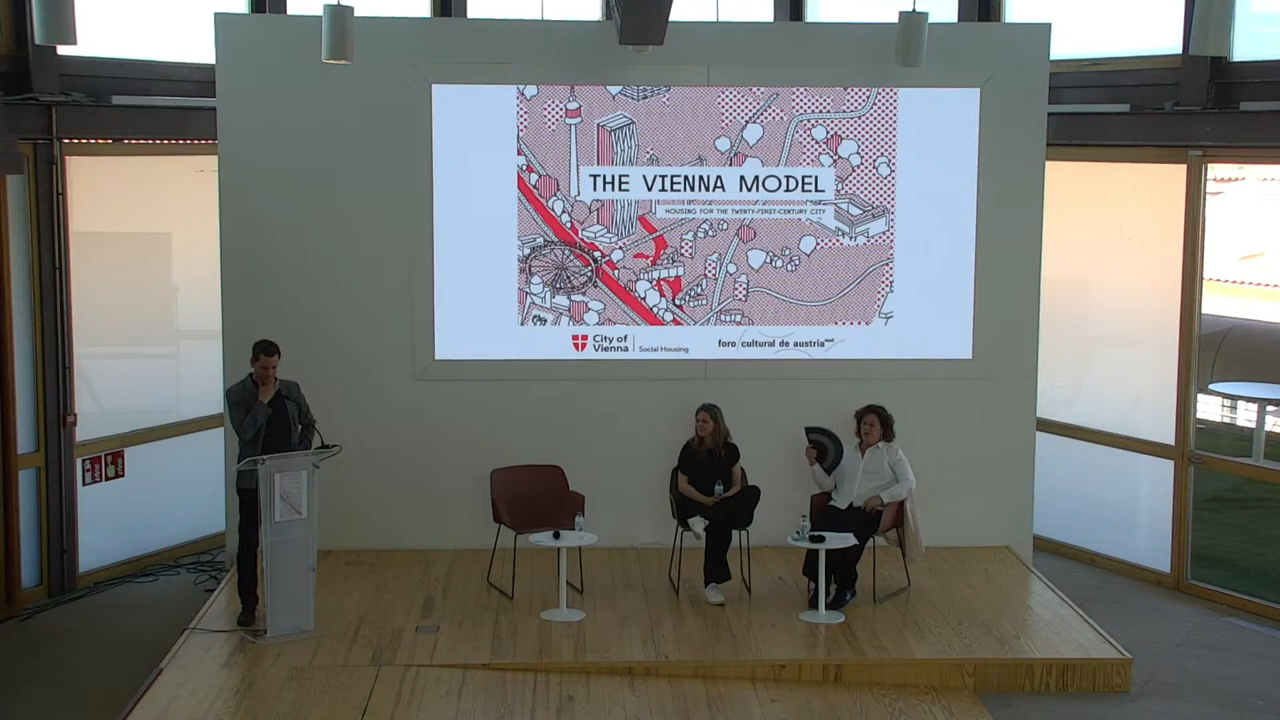 THE VIENNA MODEL
HOUSING FOR THE TWENTY-FIRST-CENTURY CITY
City of
Vienna
Social Housing
foro cultural de austria